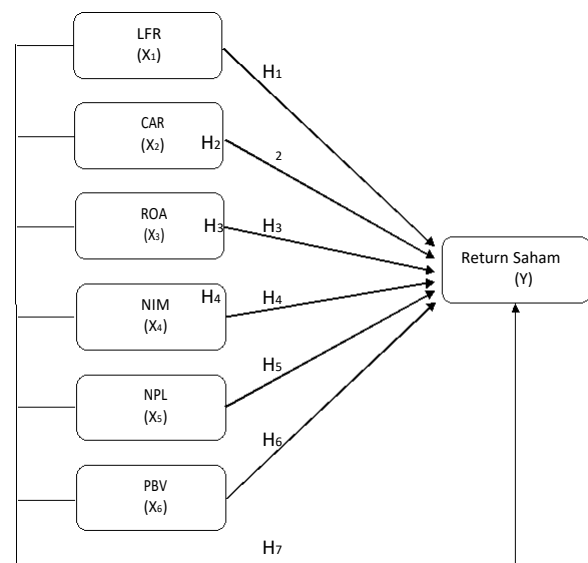 LFR
(X1)
H1
CAR
(X2)
H2
2
ROA
(X3)
H3
H3
Return Saham
(Y)
NIM
(X4)
H4
H4
NPL
(X5)
H5
PBV
(X6)
H6
H7